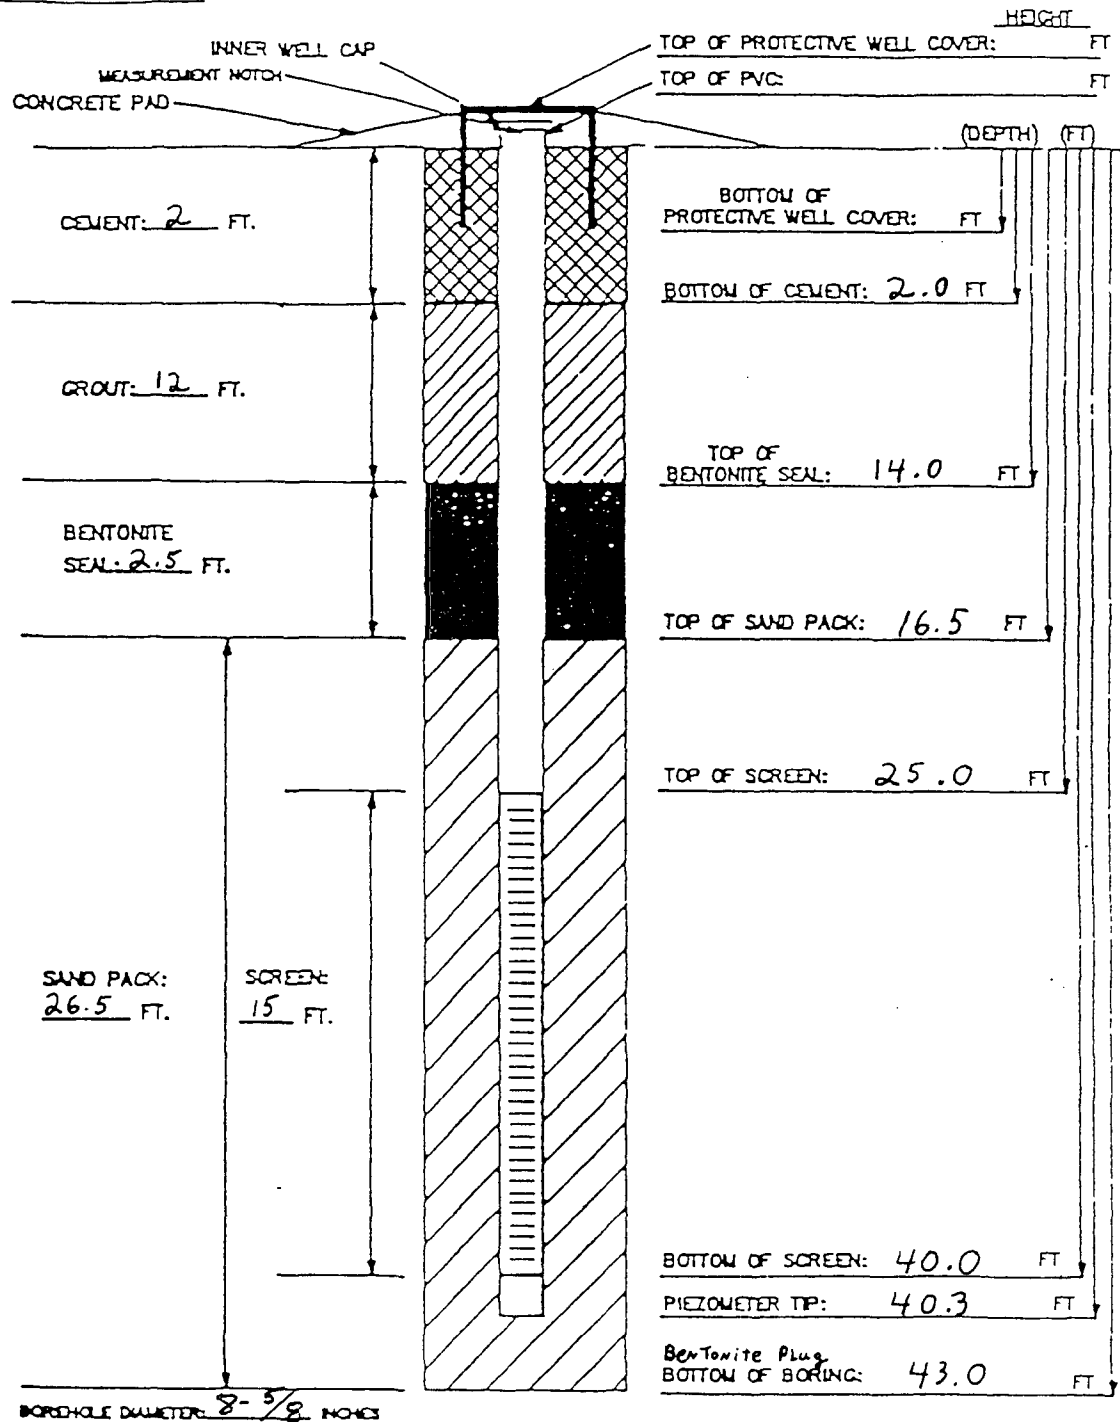 HEIGHT
INNER WELL CAP
TOP OF PROTECTIVE WELL COVER: FT
MEASUREMENT NOTCH
TOP OF PVC: FT
CONCRETE PAD
(DEPTH) (FT)
CEMENT: 2 FT.
BOTTOM OF
PROTECTIVE WELL COVER: FT
BOTTOM OF CEMENT: 2.0 FT
GROUT: 12 FT.
TOP OF
BENTONITE SEAL: 14.0 FT
BENTONITE
SEAL: 2.5 FT.
TOP OF SAND PACK: 16.5 FT
TOP OF SCREEN: 25.0 FT
SAND PACK:
26.5 FT.
SCREEN:
15 FT.
BOTTOM OF SCREEN: 40.0 FT
PIEZOMETER TIP: 40.3 FT
BenTonite Plug
BOTTOM OF BORING: 43.0 FT
BOREHOLE DIAMETER: 8-5/8 INCHES